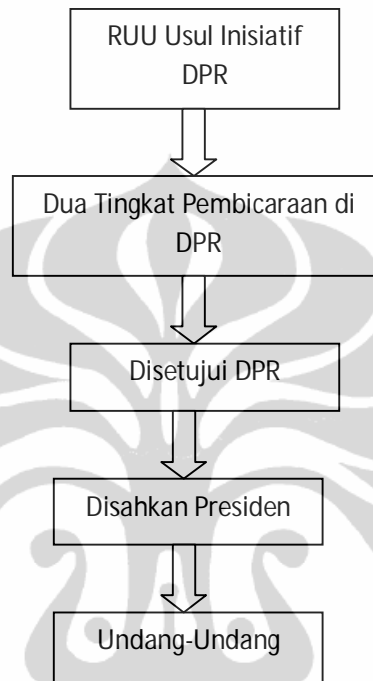 RUU Usul Inisiatif
DPR
Dua Tingkat Pembicaraan di
DPR
Disetujui DPR
Disahkan Presiden
Undang-Undang